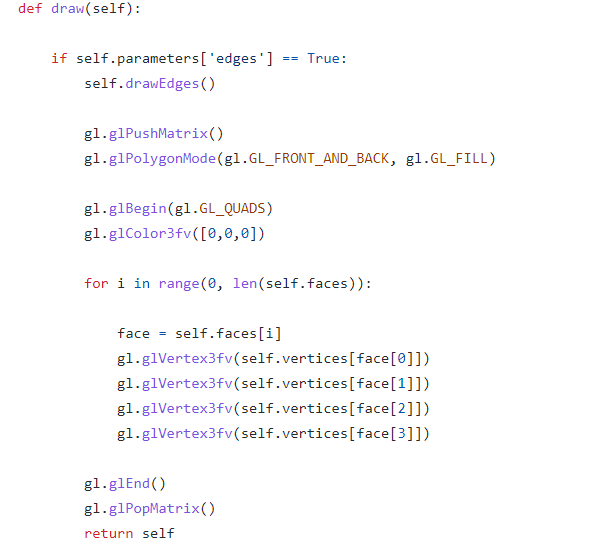 def draw(self):
if self.parameters['edges'] == True:
self.drawEdges()
gl.glPushMatrix()
gl.glPolygonMode(gl.GL_FRONT_AND_BACK, gl.GL_FILL)
gl.glBegin(gl.GL_QUADS)
gl.glColor3fv([0,0,0])
for i in range(0, len(self.faces)):
face = self.faces[i]
gl.glVertex3fv(self.vertices[face[0]])
gl.glVertex3fv(self.vertices[face[1]])
gl.glVertex3fv(self.vertices[face[2]])
gl.glVertex3fv(self.vertices[face[3]])
gl.glEnd()
gl.glPopMatrix()
return self